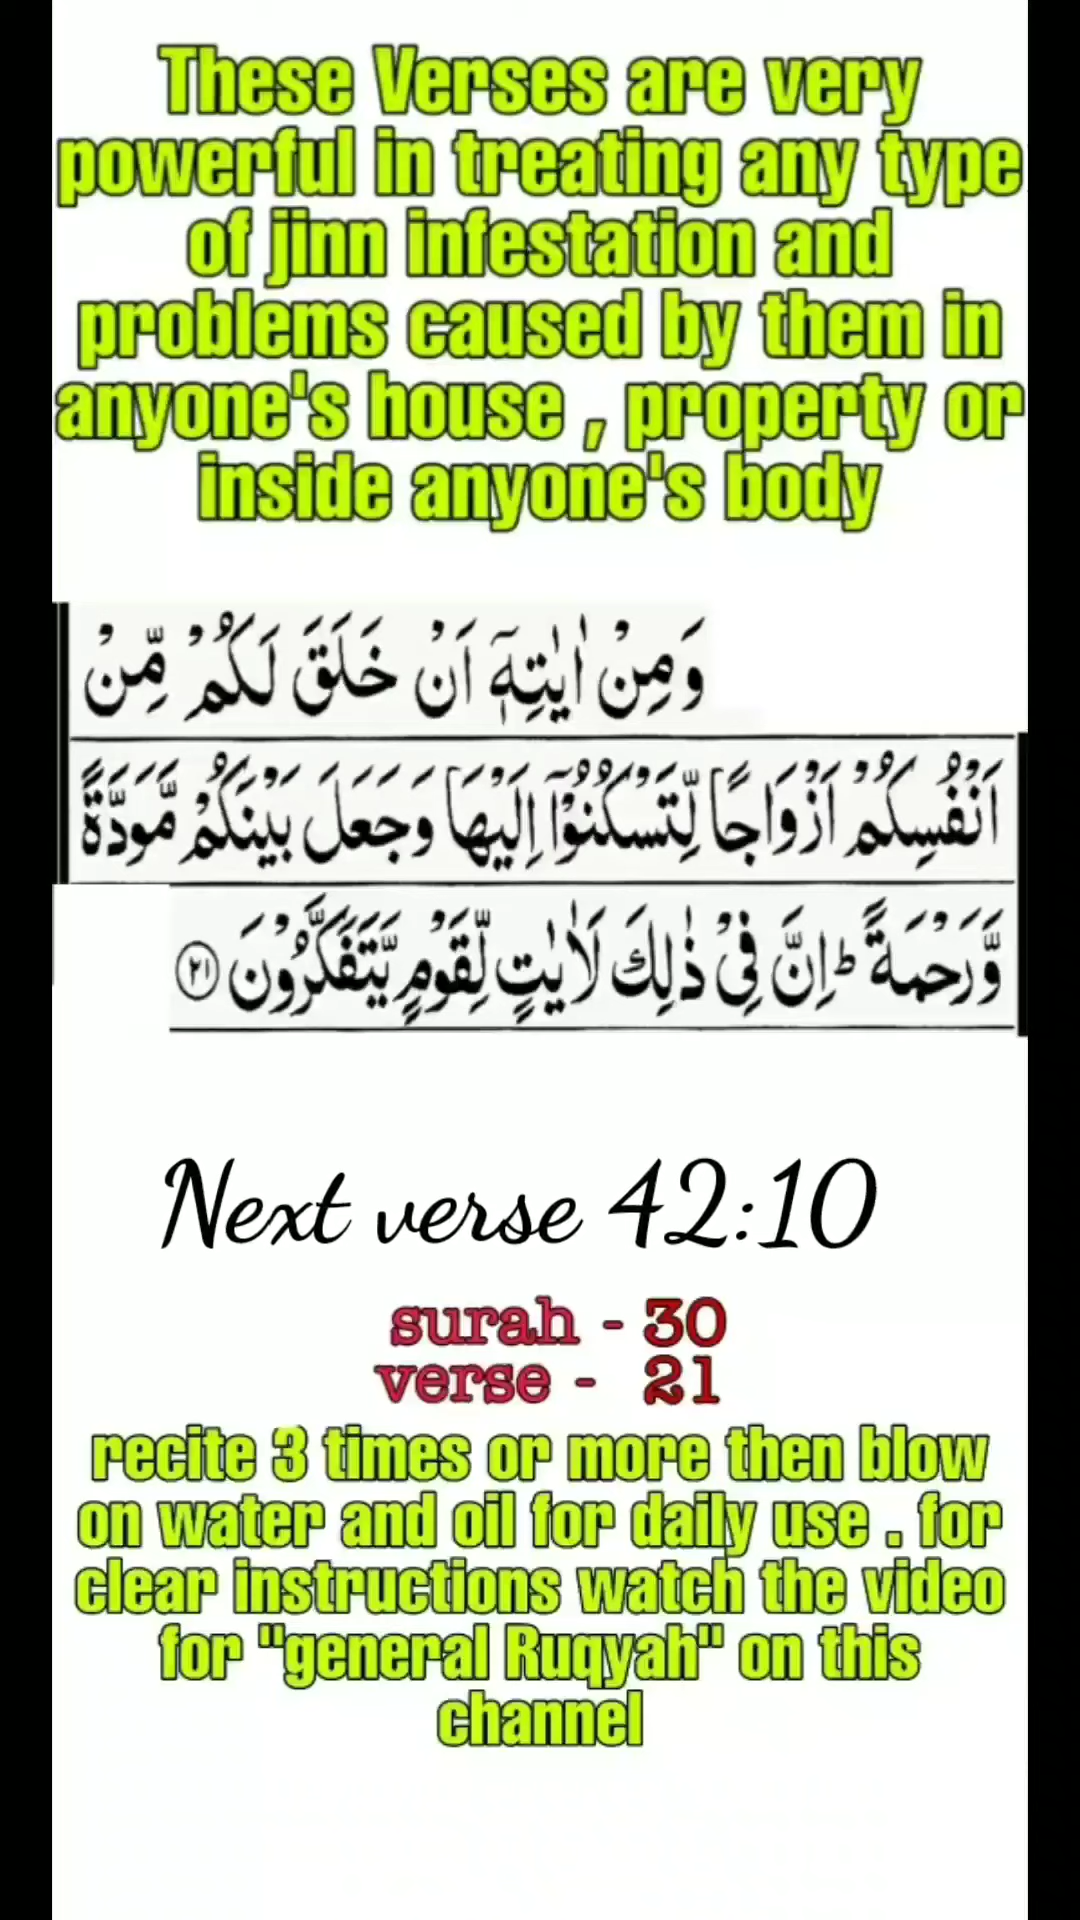 These Verses are very
powerful in treating any type
of jinn infestation and
problems caused by them in
anyone's house , property or
inside anyone's body
وَمِنْ اٰيٰتِهٖٓ اَنْ خَلَقَ لَكُمْ مِّنْ
اَنْفُسِكُمْ اَزْوَاجًا لِّتَسْكُنُوْٓا اِلَيْهَا وَجَعَلَ بَيْنَكُمْ مَّوَدَّةً
وَّرَحْمَةً ؕ اِنَّ فِيْ ذٰلِكَ لَاٰيٰتٍ لِّقَوْمٍ يَّتَفَكَّرُوْنَ ۲۱
Next verse 42:10
surah - 30
verse - 21
recite 3 times or more then blow
on water and oil for daily use . for
clear instructions watch the video
for "general Ruqyah" on this
channel